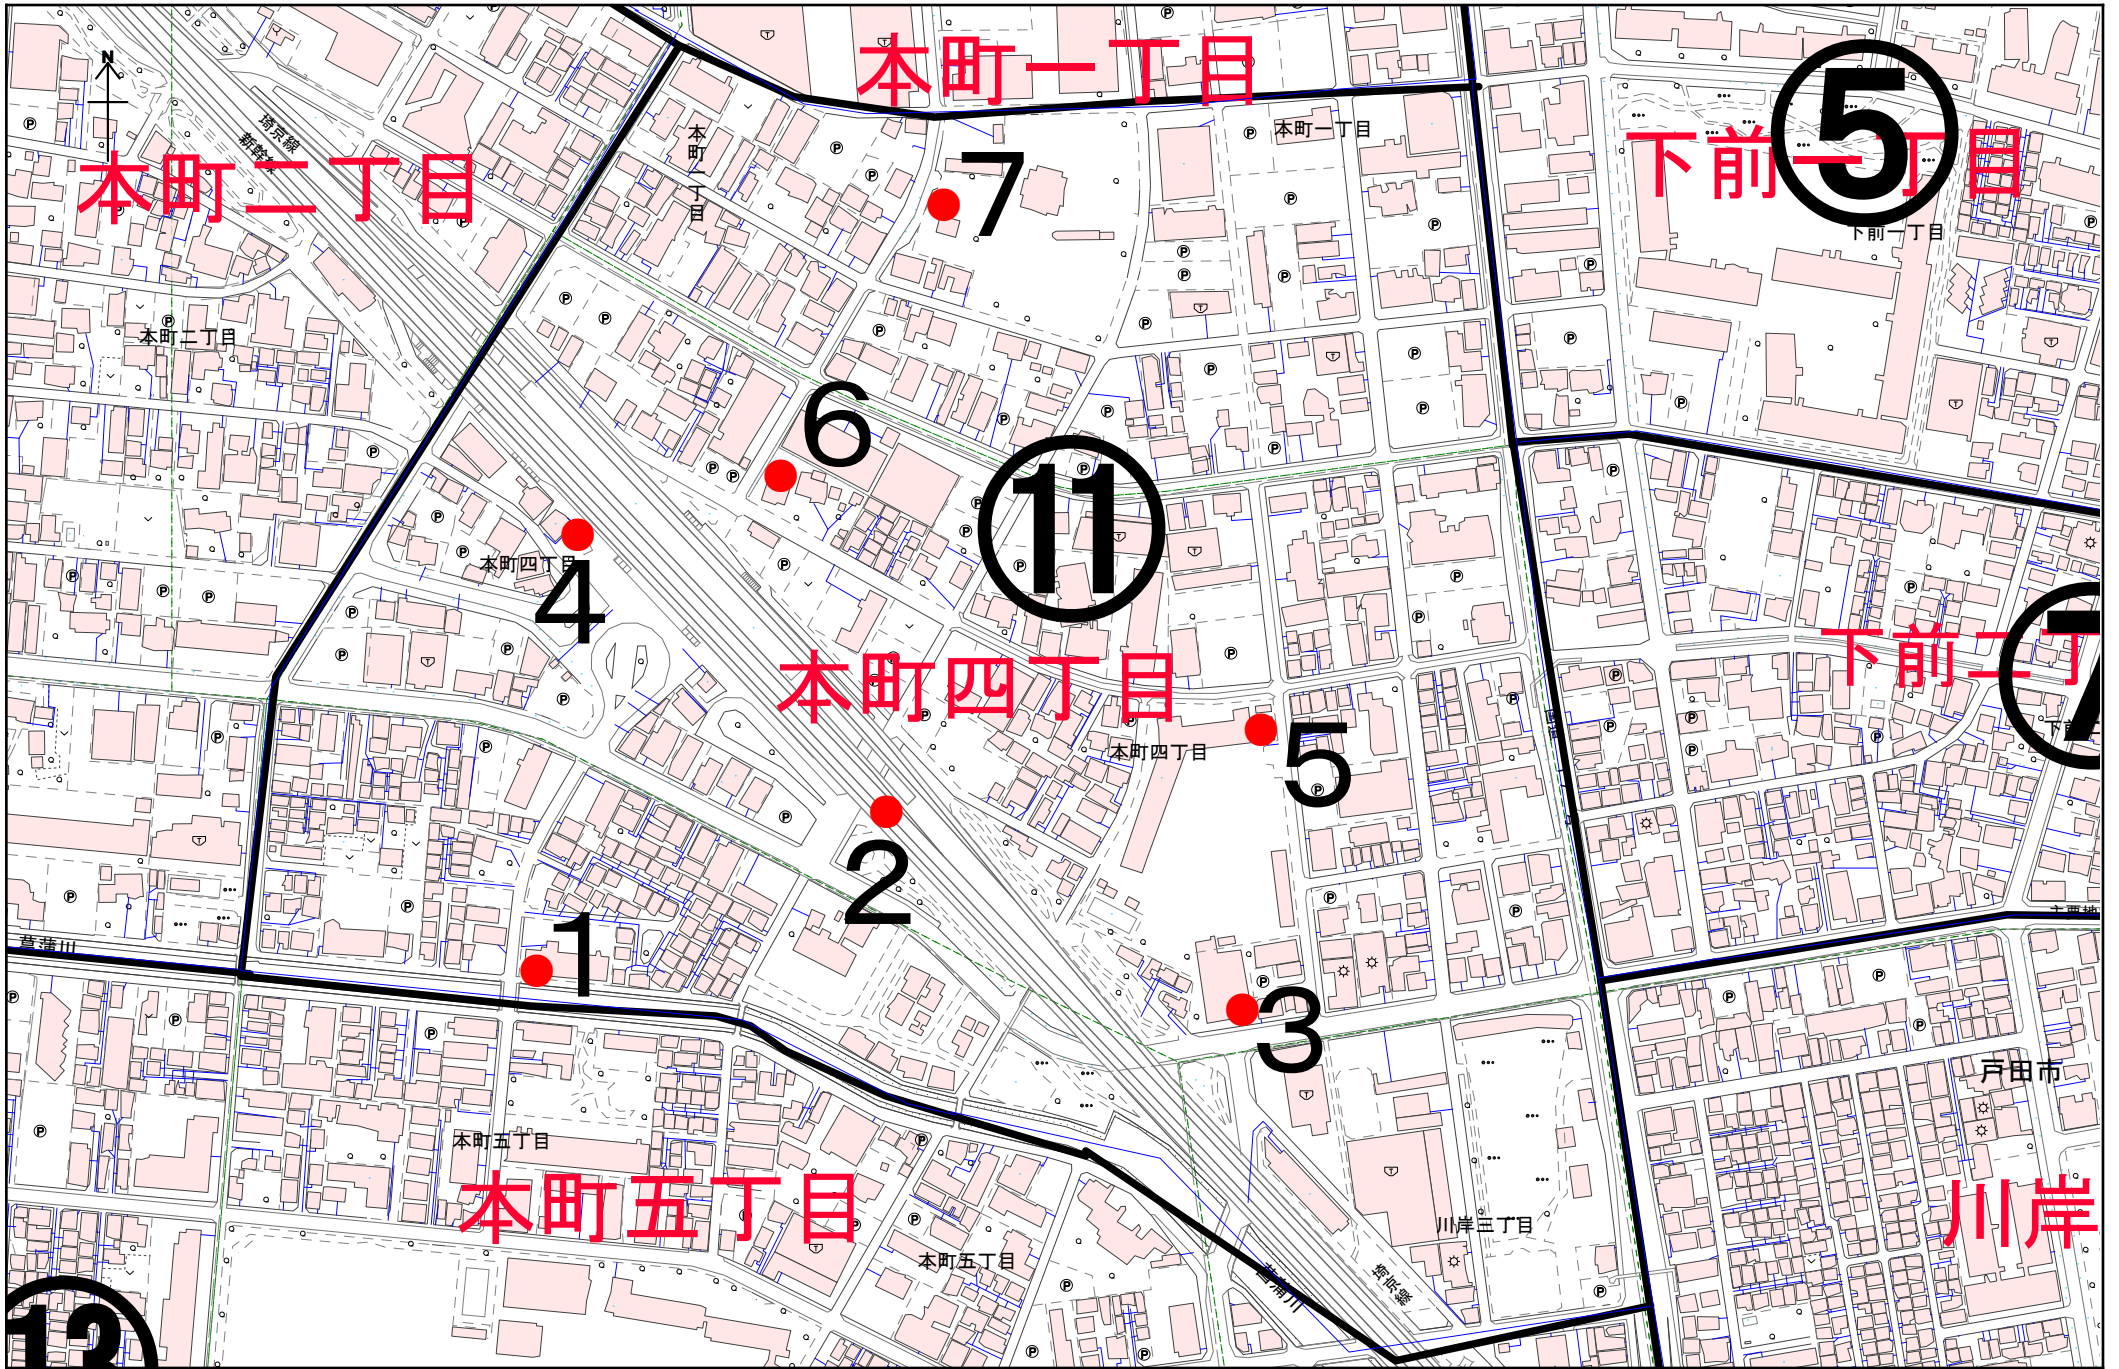 本町一丁目
N
⑤
本町一丁目
本町一丁目
埼京線
新幹線
下前一丁目
本町二丁目
7
下前一丁目
本町二丁目
6
⑪
本町四丁目
4
下前二丁
本町四丁目
⑦
本町四丁目
5
2
1
菖蒲川
主要地
3
戸田市
本町五丁目
本町五丁目
川岸
川岸三丁目
本町五丁目
菖蒲川
埼京線
⑬